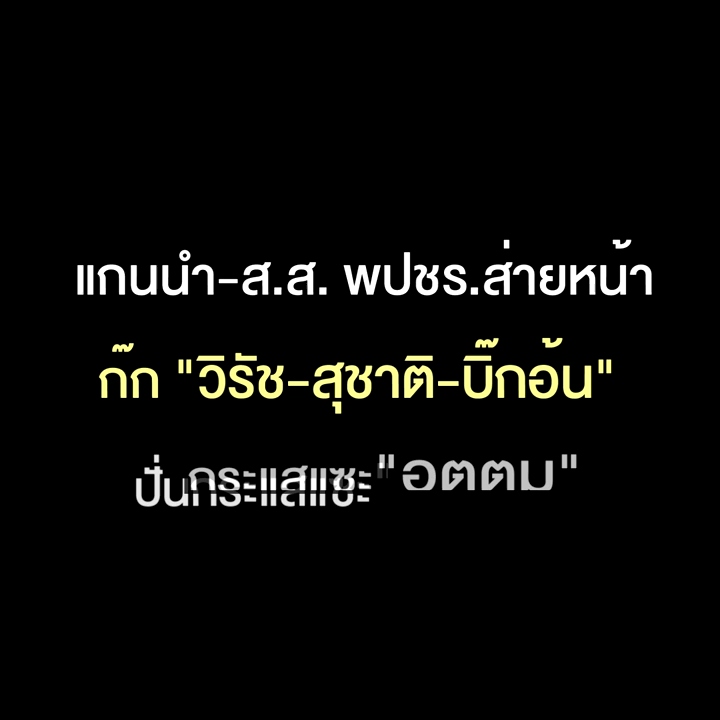 แกนนำ-ส.ส. พปชร.ส่ายหน้า
ก๊ก "วิรัช-สุชาติ-บิ๊กอ้น"
ปั่นกระแสแซะ"อุตตม"